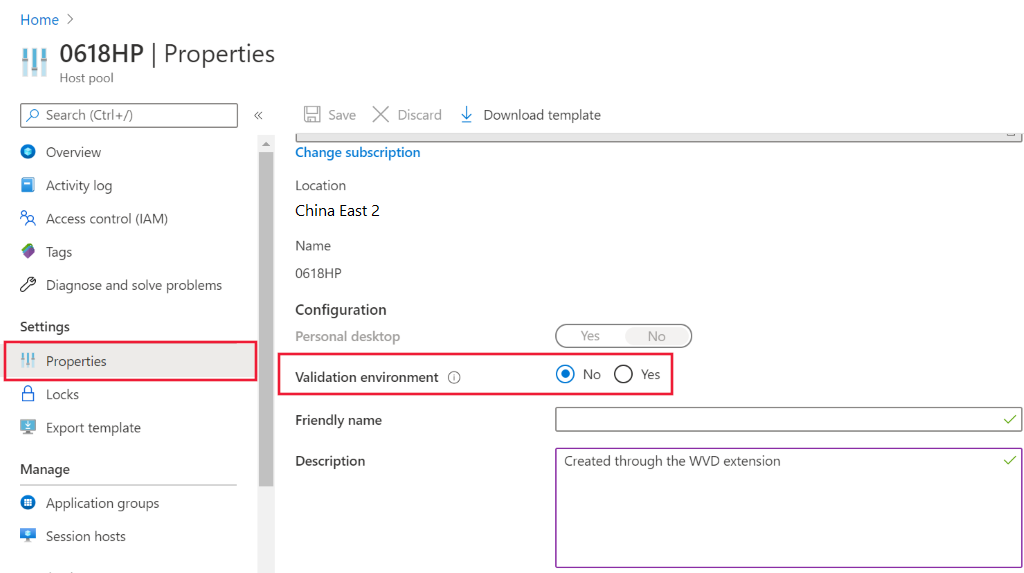 Home
0618HP | Properties
Host pool
Search (Ctrl+/)
«
Save
Discard
Download template
Overview
Activity log
Access control (IAM)
Tags
Diagnose and solve problems
Settings
Properties
Locks
Export template
Manage
Application groups
Session hosts
Change subscription
Location
China East 2
Name
0618HP
Configuration
Personal desktop Yes No
Validation environment No Yes
Friendly name
Description Created through the WVD extension